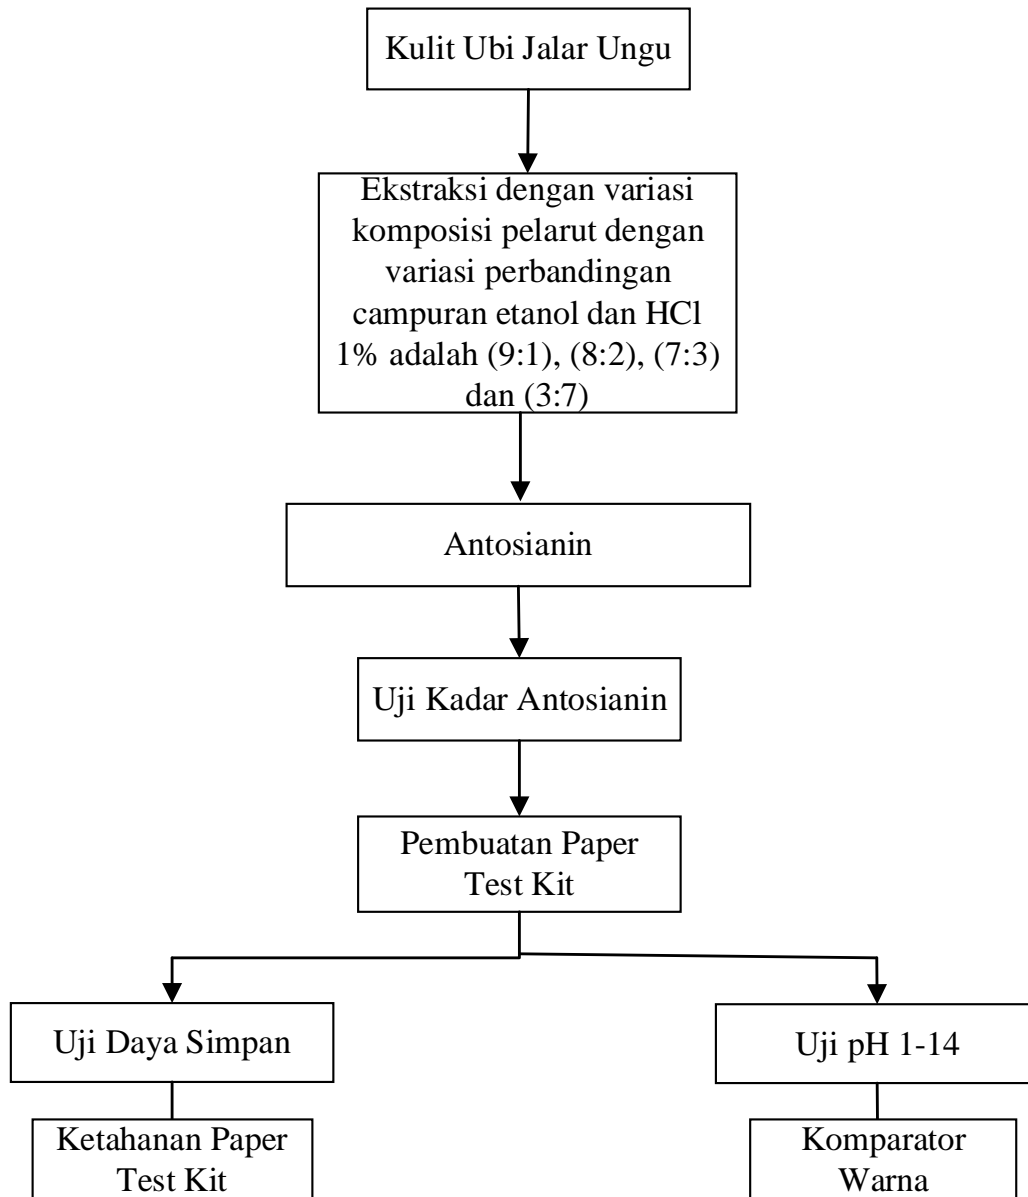 Kulit Ubi Jalar Ungu
Ekstraksi dengan variasi
komposisi pelarut dengan
variasi perbandingan
campuran etanol dan HCl
1% adalah (9:1), (8:2), (7:3)
dan (3:7)
Antosianin
Uji Kadar Antosianin
Pembuatan Paper
Test Kit
Uji Daya Simpan
Uji pH 1-14
Ketahanan Paper
Test Kit
Komparator
Warna